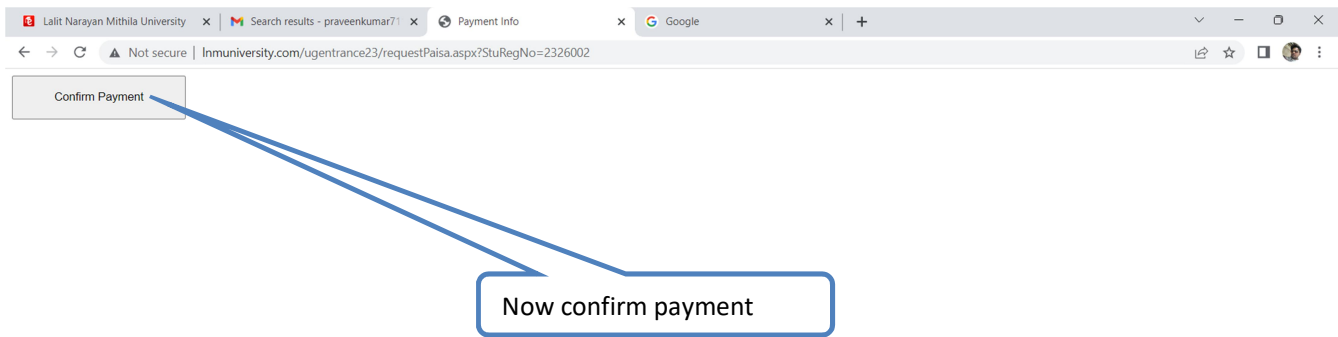 Lalit Narayan Mithila University
Search results - praveenkumar71
Payment Info
Google
Not secure | lnmuniversity.com/ugentrance23/requestPaisa.aspx?StuRegNo=2326002
Confirm Payment
Now confirm payment